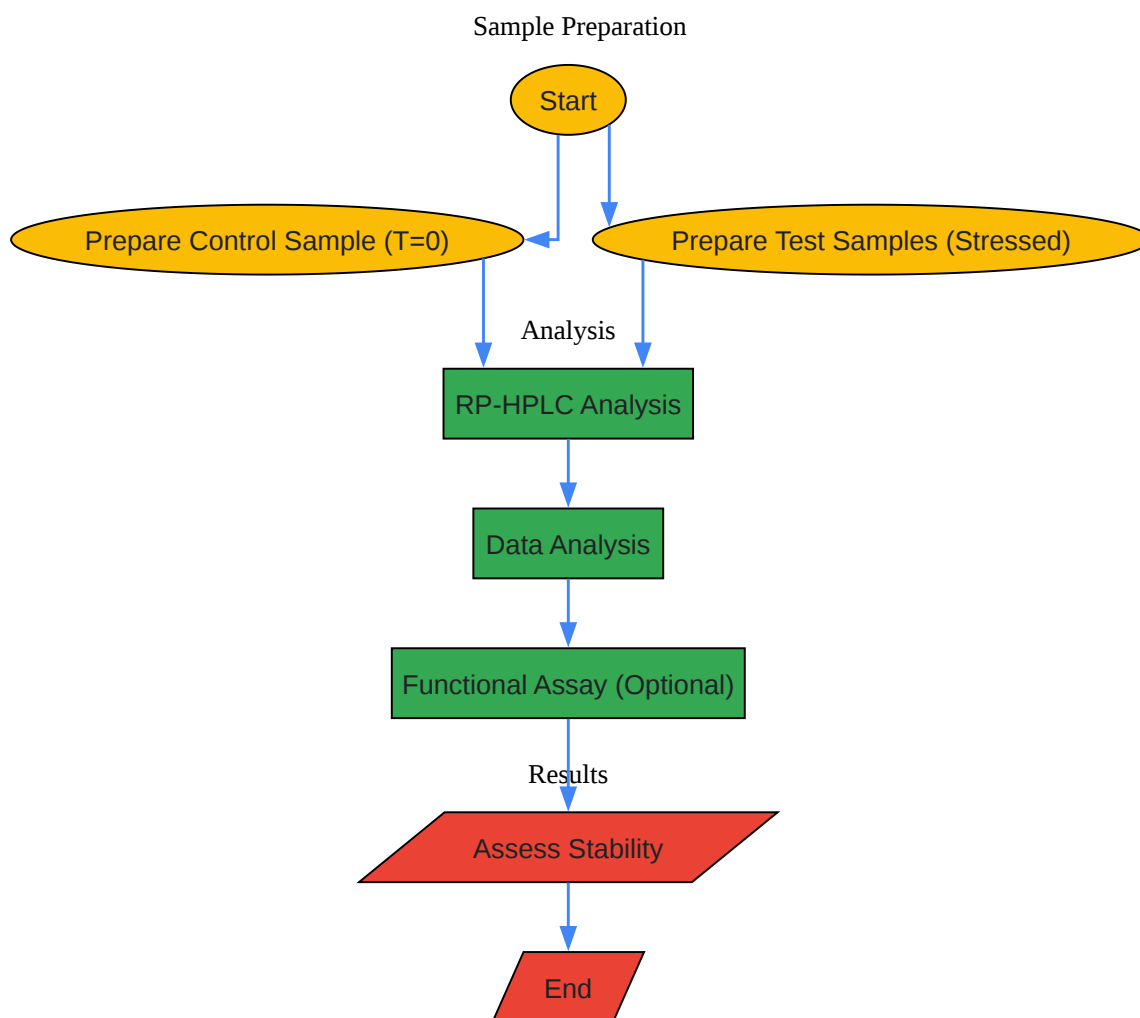 Sample Preparation
Start
Prepare Control Sample (T=0)
Prepare Test Samples (Stressed)
Analysis
RP-HPLC Analysis
Data Analysis
Functional Assay (Optional)
Results
Assess Stability
End